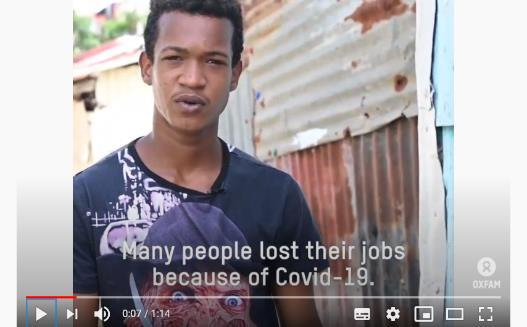 Many people lost their jobs
because of Covid-19.
OXFAM
0:07 / 1:14